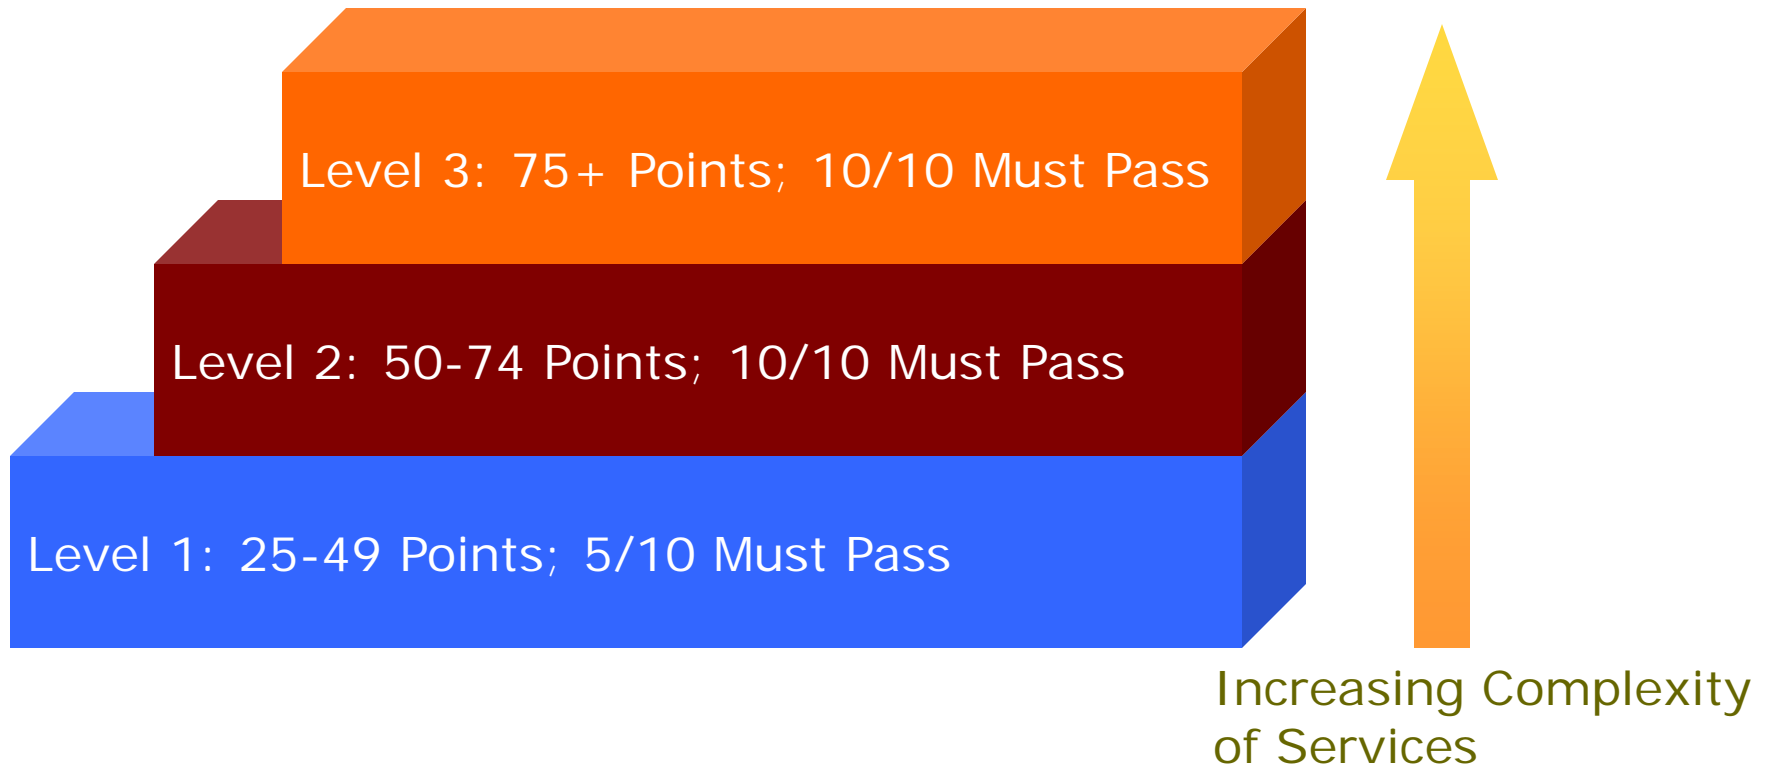 Level 3: 75+ Points; 10/10 Must Pass
Level 2: 50-74 Points; 10/10 Must Pass
Level 1: 25-49 Points; 5/10 Must Pass
Increasing Complexity
of Services